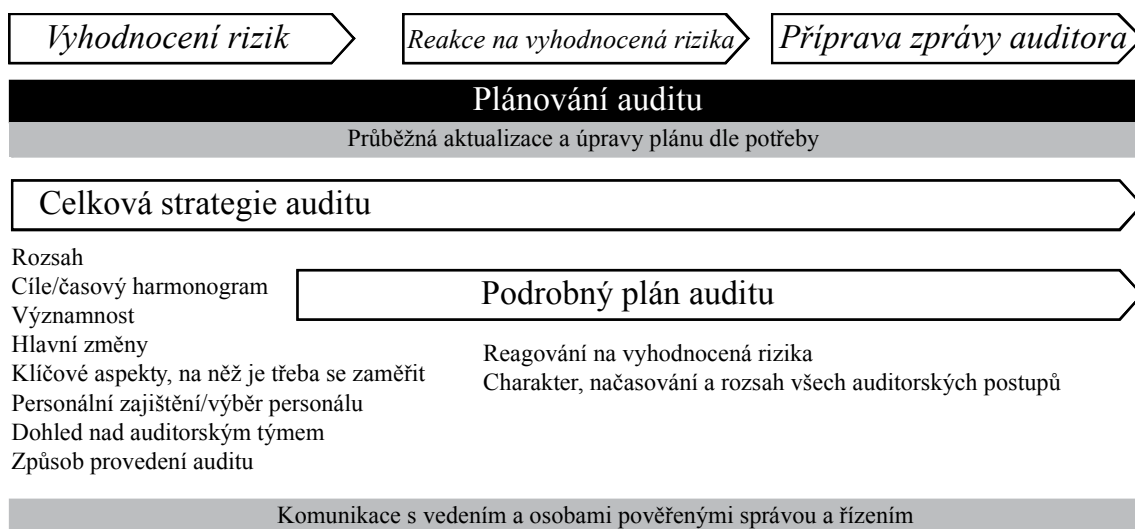 Vyhodnocení rizik
Reakce na vyhodnocená rizika
Příprava zprávy auditora
Plánování auditu
Průběžná aktualizace a úpravy plánu dle potřeby
Celková strategie auditu
Rozsah
Cíle/časový harmonogram
Významnost
Hlavní změny
Klíčové aspekty, na něž je třeba se zaměřit
Personální zajištění/výběr personálu
Dohled nad auditorským týmem
Způsob provedení auditu
Podrobný plán auditu
Reagování na vyhodnocená rizika
Charakter, načasování a rozsah všech auditorských postupů
Komunikace s vedením a osobami pověřenými správou a řízením